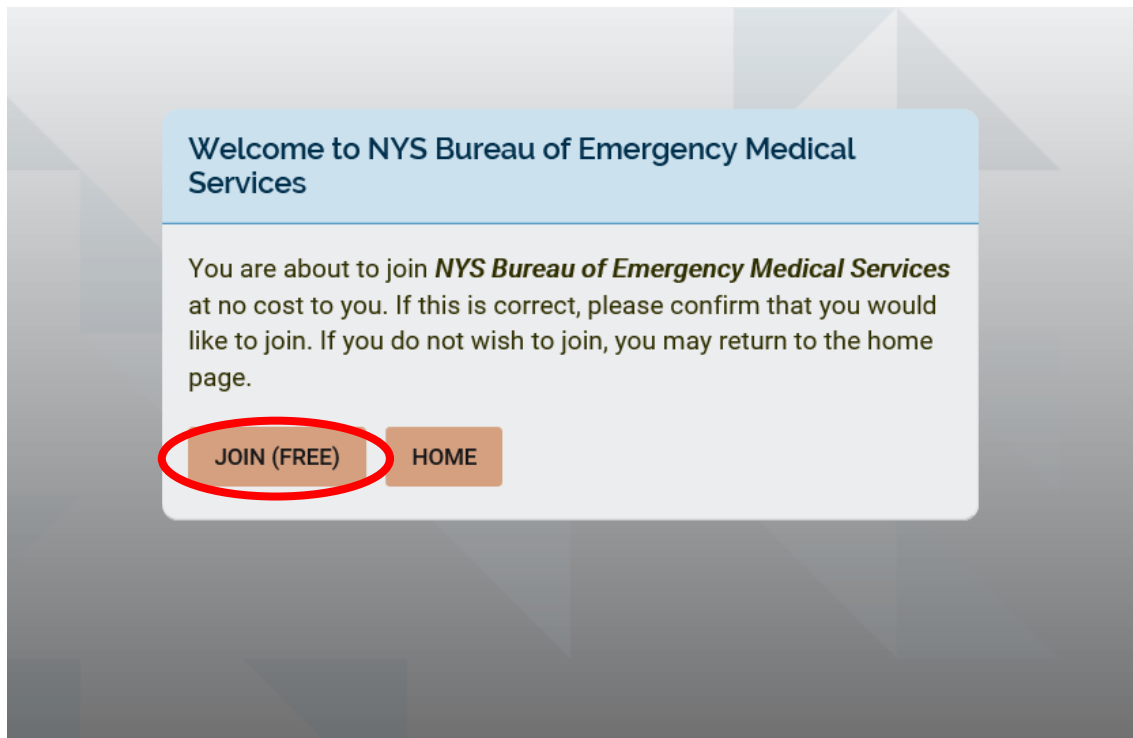 Welcome to NYS Bureau of Emergency Medical
Services
You are about to join NYS Bureau of Emergency Medical Services
at no cost to you. If this is correct, please confirm that you would
like to join. If you do not wish to join, you may return to the home
page.
JOIN (FREE) HOME